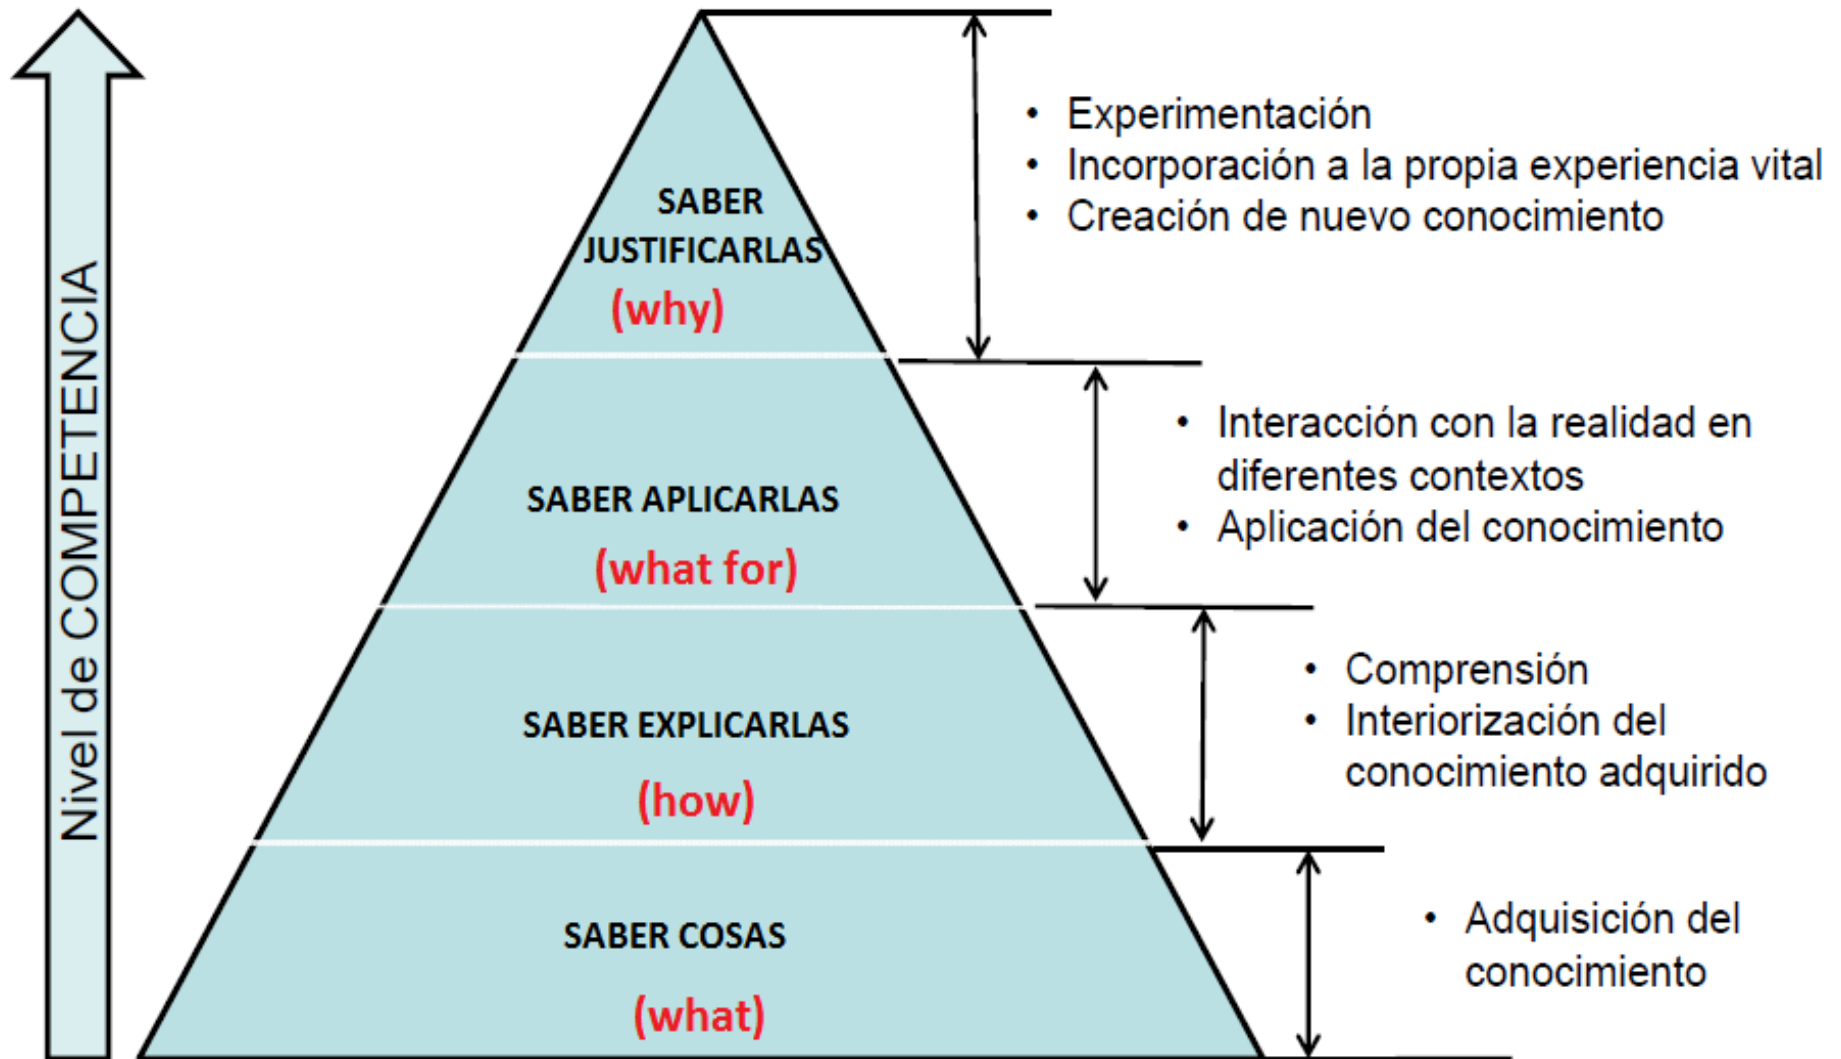 Nivel de COMPETENCIA
SABER
JUSTIFICARLAS
(why)
• Experimentación
• Incorporación a la propia experiencia vital
• Creación de nuevo conocimiento
SABER APLICARLAS
(what for)
• Interacción con la realidad en
diferentes contextos
• Aplicación del conocimiento
SABER EXPLICARLAS
(how)
• Comprensión
• Interiorización del
conocimiento adquirido
SABER COSAS
(what)
• Adquisición del
conocimiento